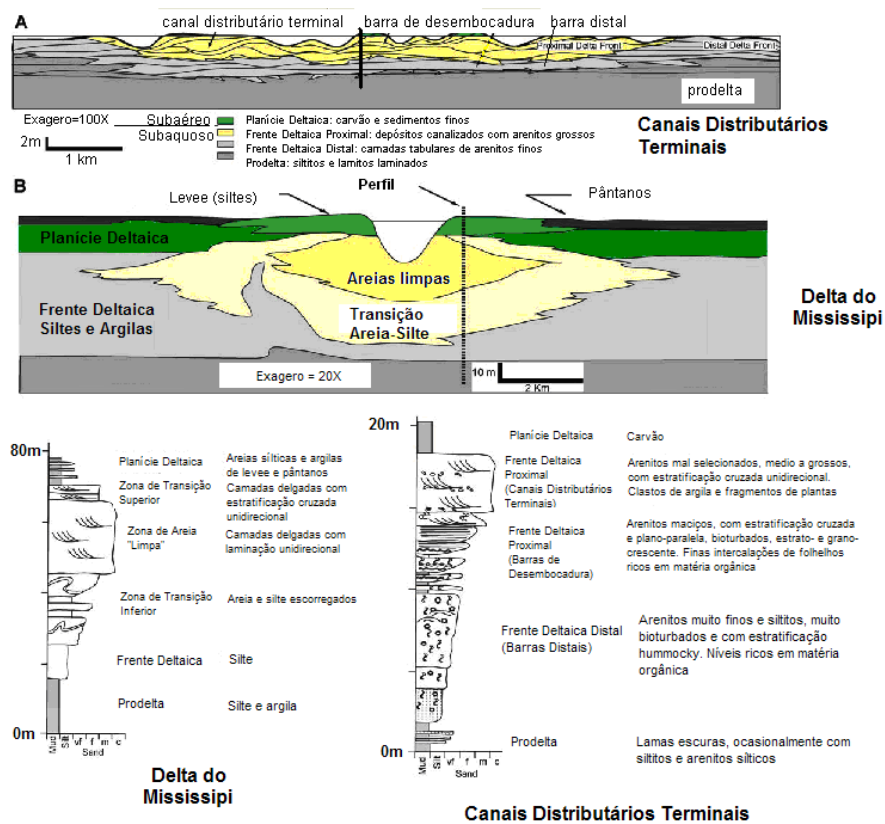 A
canal distributário terminal
barra de desembocadura
barra distal
Proximal Delta Front
Distal Delta Front
prodelta
Exagero=100X
Subaéreo
Subaquoso
2m
1 km
Planície Deltaica: carvão e sedimentos finos
Frente Deltaica Proximal: depósitos canalizados com arenitos grossos
Frente Deltaica Distal: camadas tabulares de arenitos finos
Prodelta: siltitos e lamitos laminados
Canais Distributários
Terminais
B
Levee (siltes)
Perfil
Pântanos
Planície Deltaica
Areias limpas
Frente Deltaica
Siltes e Argilas
Transição
Areia-Silte
Delta do
Mississipi
Exagero = 20X
10 m
2 Km
80m
Planície Deltaica
Areias sílticas e argilas
de levee e pântanos
Zona de Transição
Superior
Camadas delgadas com
estratificação cruzada
unidirecional
Zona de Areia
"Limpa"
Camadas delgadas com
laminação unidirecional
Zona de Transição
Inferior
Areia e silte escorregados
Frente Deltaica
Silte
Prodelta
Silte e argila
0m
Mud
Silt
vf
f
m
c
Sand
Delta do
Mississipi
20m
Planície Deltaica
Carvão
Frente Deltaica
Proximal
(Canais Distributários
Terminais)
Arenitos mal selecionados, medio a grossos,
com estratificação cruzada unidirecional.
Clastos de argila e fragmentos de plantas
Frente Deltaica
Proximal
(Barras de
Desembocadura)
Arenitos maciços, com estratificação cruzada
e plano-paralela, bioturbados, estrato- e grano-
crescente. Finas intercalações de folhelhos
ricos em matéria orgânica
Frente Deltaica Distal
(Barras Distais)
Arenitos muito finos e siltitos, muito
bioturbados e com estratificação
hummocky. Níveis ricos em matéria
orgânica
Prodelta
Lamas escuras, ocasionalmente com
siltitos e arenitos sílticos
0m
Mud
Silt
vf
f
m
c
Sand
Canais Distributários Terminais